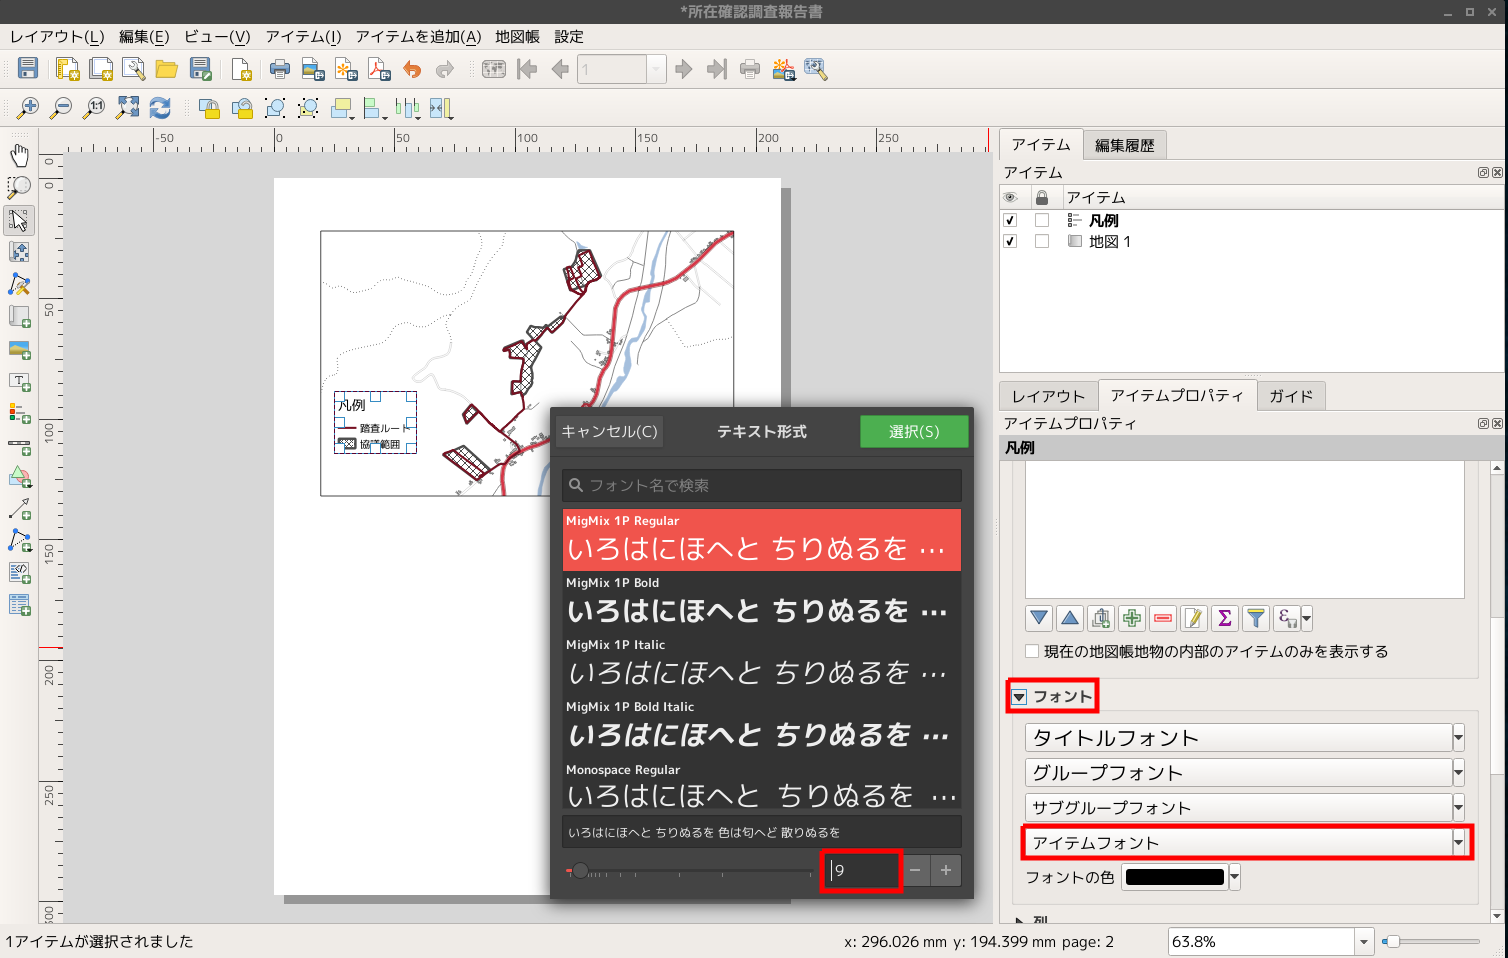 *所在確認調査報告書
レイアウト(L) 編集(E) ビュー(V) アイテム(I) アイテムを追加(A) 地図帳 設定
1
1:1
-50 0 50 100 150 200 250
0
0
50
100
150
200
250
300
凡例
踏査ルート
協議範囲
キャンセル(C) テキスト形式 選択(S)
フォント名で検索
MigMix 1P Regular
いろはにほへと ちりぬるを …
MigMix 1P Bold
いろはにほへと ちりぬるを …
MigMix 1P Italic
いろはにほへと ちりぬるを …
MigMix 1P Bold Italic
いろはにほへと ちりぬるを …
Monospace Regular
いろはにほへと ちりぬるを …
いろはにほへと ちりぬるを 色は匂へど 散りぬるを
9
アイテム 編集履歴
アイテム
アイテム
凡例
地図 1
レイアウト アイテムプロパティ ガイド
アイテムプロパティ
凡例
現在の地図帳地物の内部のアイテムのみを表示する
フォント
タイトルフォント
グループフォント
サブグループフォント
アイテムフォント
フォントの色
列
1アイテムが選択されました x: 296.026 mm y: 194.399 mm page: 2 63.8%